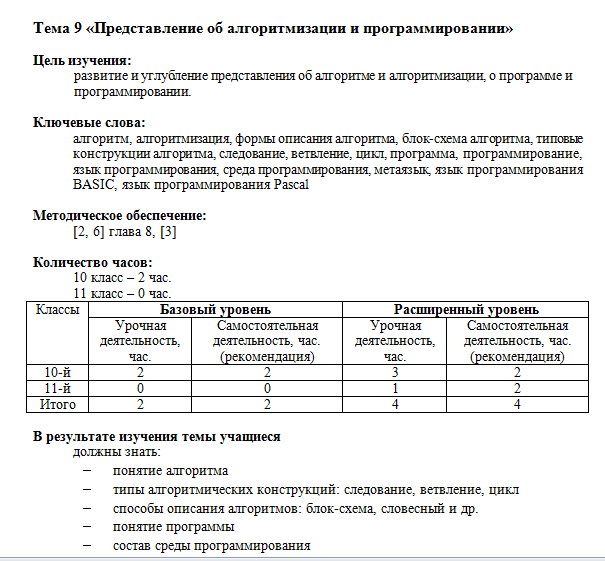 Тема 9 «Представление об алгоритмизации и программировании»
Цель изучения:
развитие и углубление представления об алгоритме и алгоритмизации, о программе и
программировании.
Ключевые слова:
алгоритм, алгоритмизация, формы описания алгоритма, блок-схема алгоритма, типовые
конструкции алгоритма, следование, ветвление, цикл, программа, программирование,
язык программирования, среда программирования, метаязык, язык программирования
BASIC, язык программирования Pascal
Методическое обеспечение:
[2, 6] глава 8, [3]
Количество часов:
10 класс – 2 час.
11 класс – 0 час.
Классы Базовый уровень Расширенный уровень
Урочная Самостоятельная Урочная Самостоятельная
деятельность, деятельность, час. деятельность, деятельность, час.
час. (рекомендация) час. (рекомендация)
10-й 2 2 3 2
11-й 0 0 1 2
Итого 2 2 4 4
В результате изучения темы учащиеся
должны знать:
– понятие алгоритма
– типы алгоритмических конструкций: следование, ветвление, цикл
– способы описания алгоритмов: блок-схема, словесный и др.
– понятие программы
– состав среды программирования